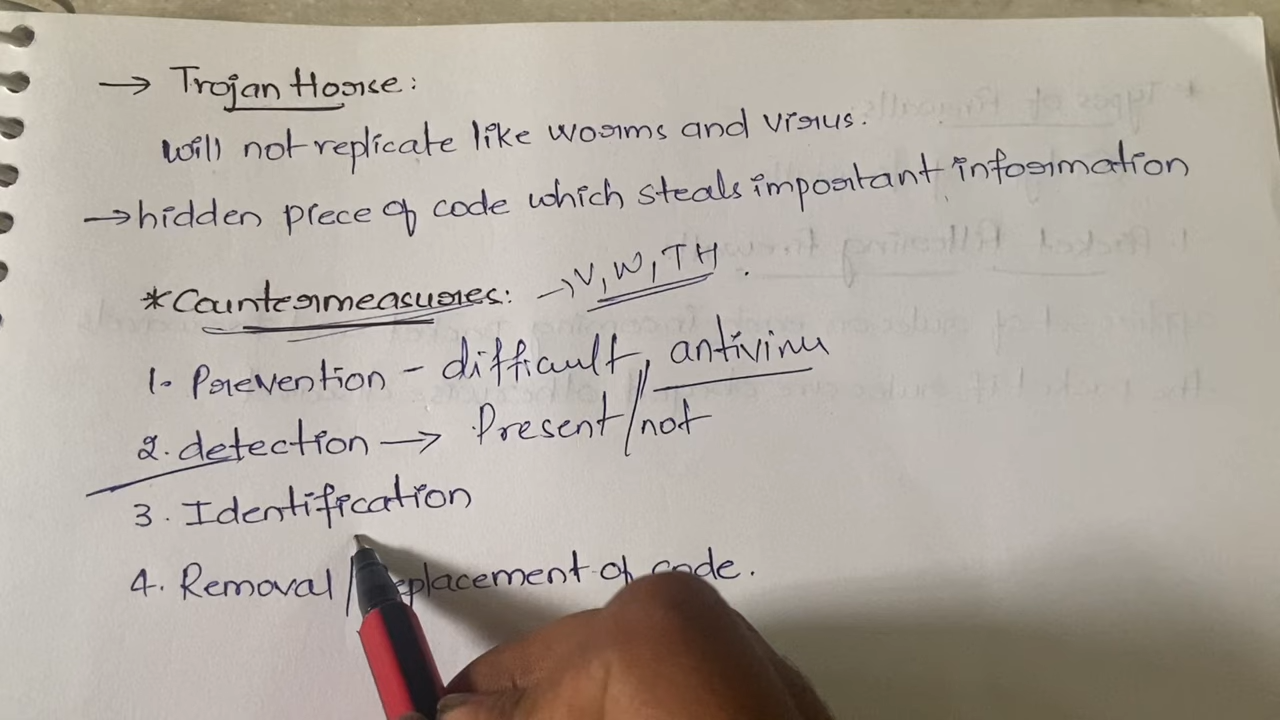 → Trojan Horse:
will not replicate like worms and virus.
→ hidden piece of code which steals important information
* Countermeasures: → V, W, TH.
1. Prevention - difficult, antiviru
2. detection → Present/not
3. Identification
4. Removal / Replacement of code.